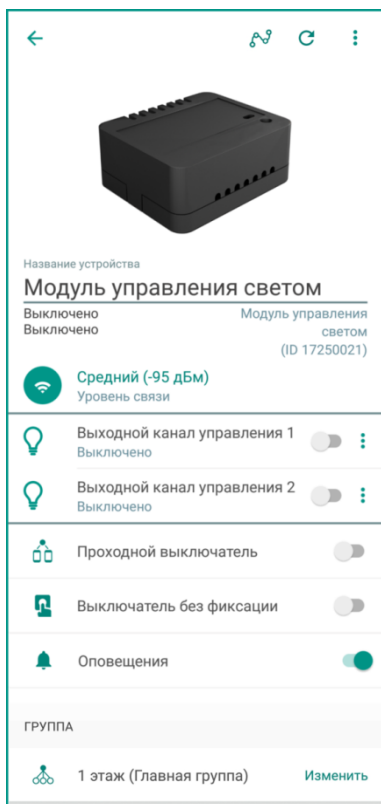 Название устройства
Модуль управления светом
Выключено
Выключено
Модуль управления
светом
(ID 17250021)
Средний (-95 дБм)
Уровень связи
Выходной канал управления 1
Выключено
Выходной канал управления 2
Выключено
Проходной выключатель
Выключатель без фиксации
Оповещения
ГРУППА
1 этаж (Главная группа) Изменить